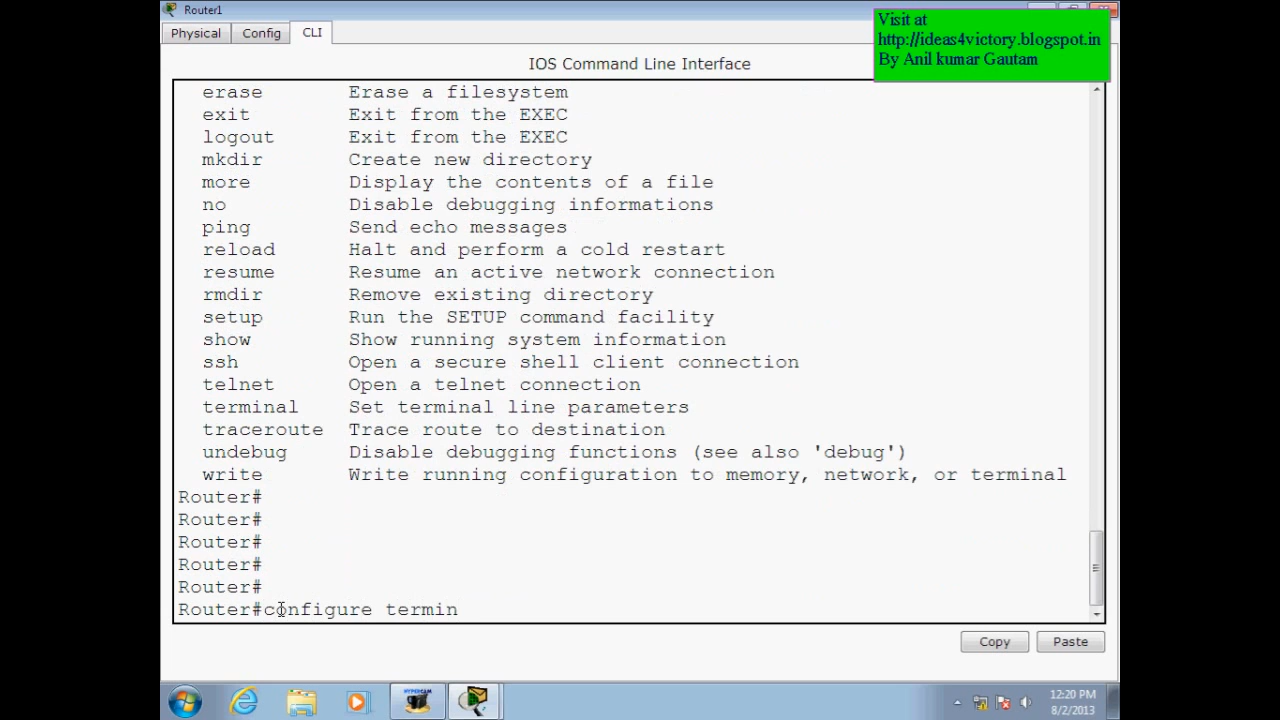 Router1
Visit at
http://ideas4victory.blogspot.in
By Anil kumar Gautam
Physical Config CLI
IOS Command Line Interface
erase Erase a filesystem
exit Exit from the EXEC
logout Exit from the EXEC
mkdir Create new directory
more Display the contents of a file
no Disable debugging informations
ping Send echo messages
reload Halt and perform a cold restart
resume Resume an active network connection
rmdir Remove existing directory
setup Run the SETUP command facility
show Show running system information
ssh Open a secure shell client connection
telnet Open a telnet connection
terminal Set terminal line parameters
traceroute Trace route to destination
undebug Disable debugging functions (see also 'debug')
write Write running configuration to memory, network, or terminal
Router#
Router#
Router#
Router#
Router#
Router#configure termin
Copy Paste
HYPERCAM
12:20 PM
8/2/2013